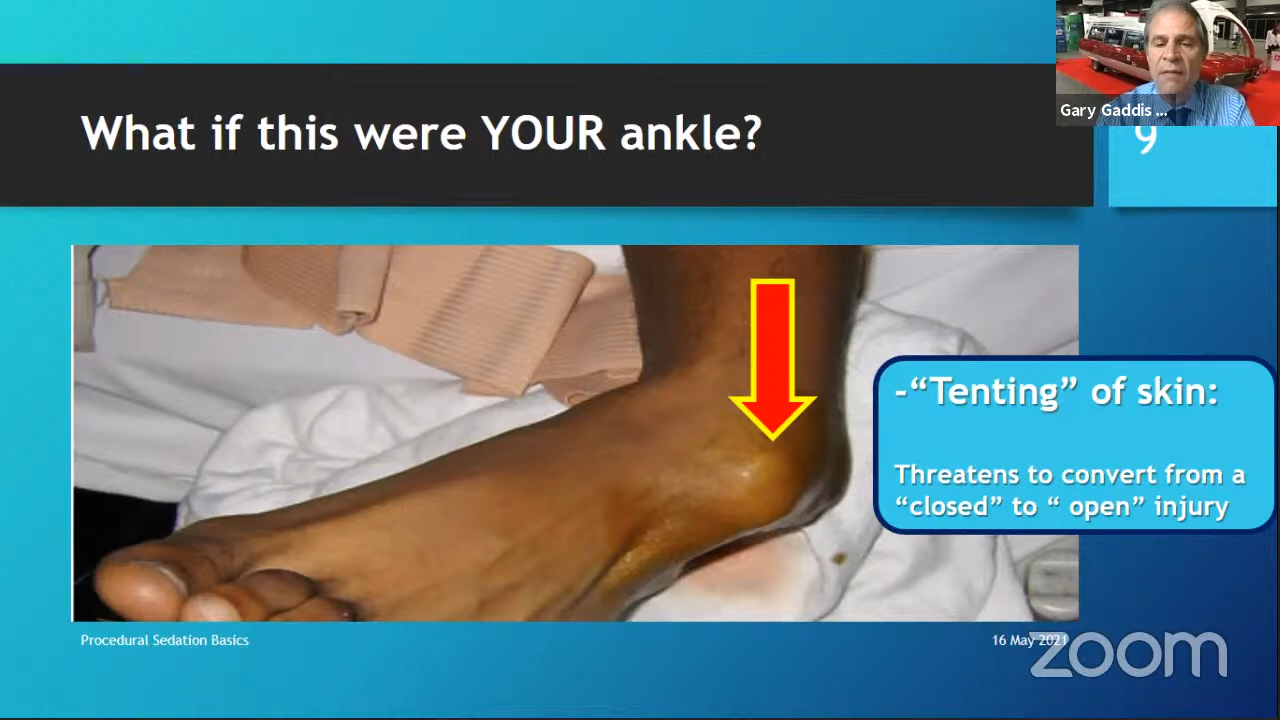 Gary Gaddis ...
What if this were YOUR ankle?
9
-“Tenting” of skin:
Threatens to convert from a
“closed” to “ open” injury
Procedural Sedation Basics
16 May 2021
zoom